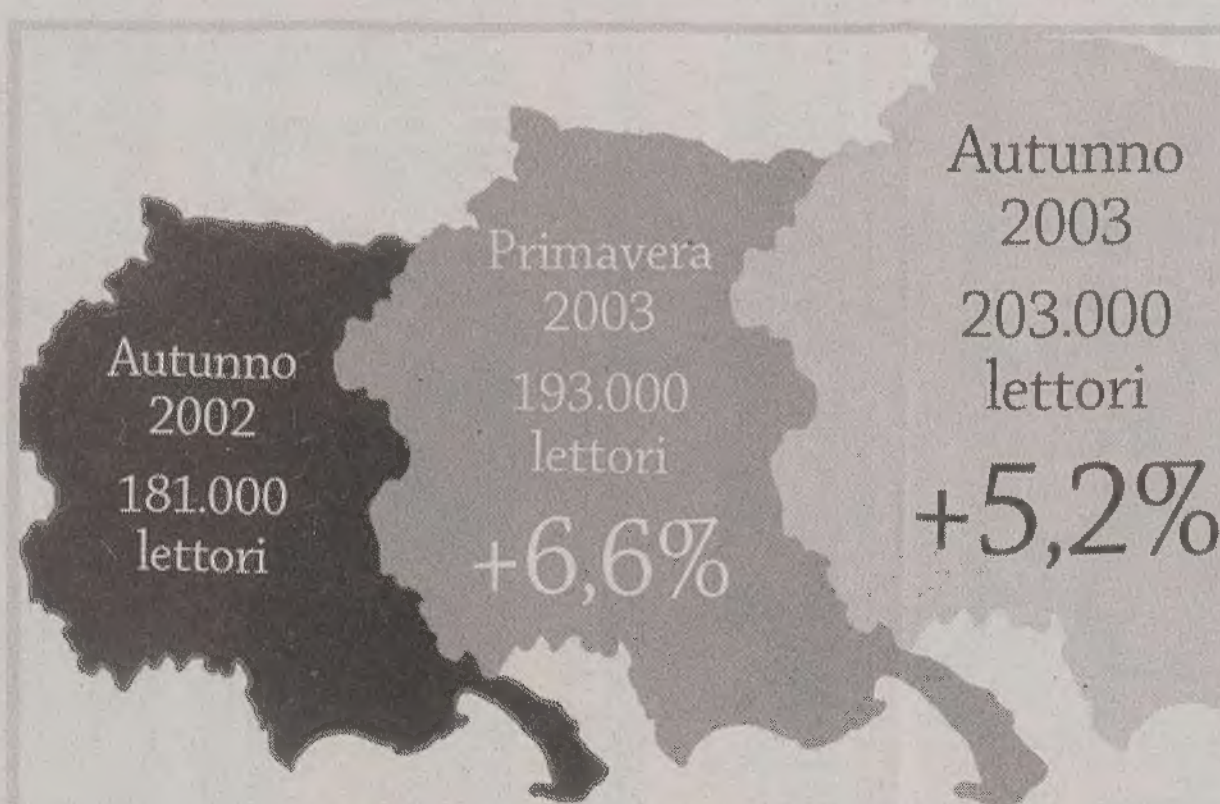 Autunno
2002
181.000
lettori
Primavera
2003
193.000
lettori
+6,6%
Autunno
2003
203.000
lettori
+5,2%